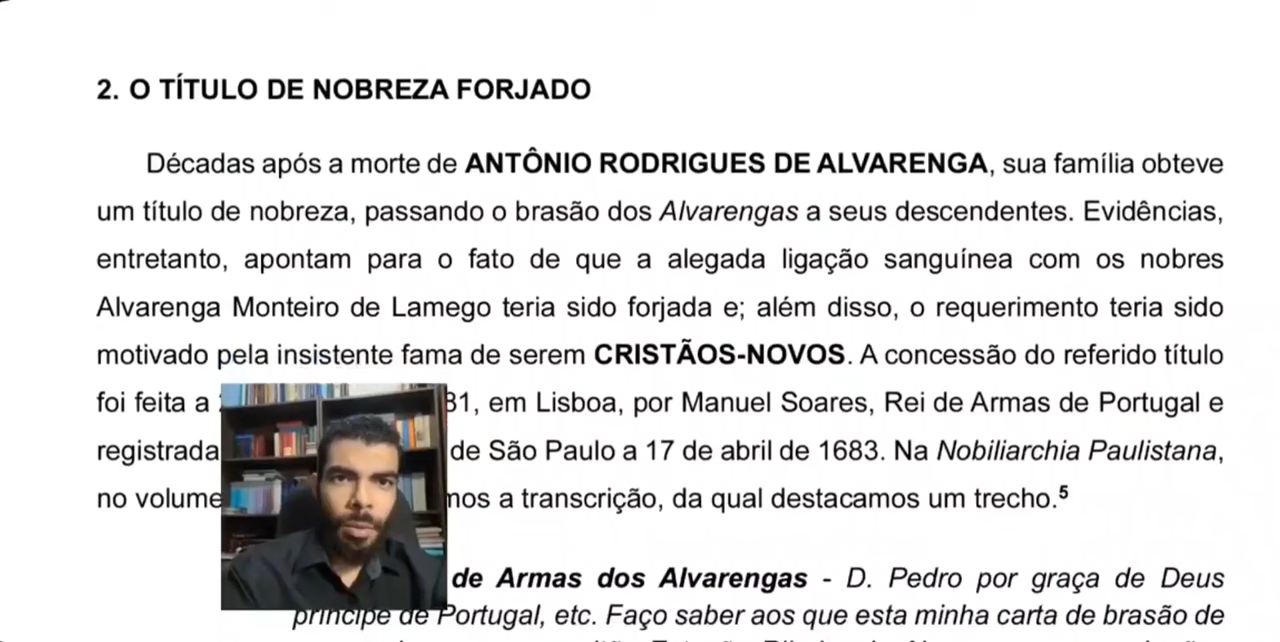 2. O TÍTULO DE NOBREZA FORJADO
Décadas após a morte de ANTÔNIO RODRIGUES DE ALVARENGA, sua família obteve
um título de nobreza, passando o brasão dos Alvarengas a seus descendentes. Evidências,
entretanto, apontam para o fato de que a alegada ligação sanguínea com os nobres
Alvarenga Monteiro de Lamego teria sido forjada e; além disso, o requerimento teria sido
motivado pela insistente fama de serem CRISTÃOS-NOVOS. A concessão do referido título
foi feita a 81, em Lisboa, por Manuel Soares, Rei de Armas de Portugal e
registrada de São Paulo a 17 de abril de 1683. Na Nobiliarchia Paulistana,
no volume mos a transcrição, da qual destacamos um trecho.5
de Armas dos Alvarengas - D. Pedro por graça de Deus
príncipe de Portugal, etc. Faço saber aos que esta minha carta de brasão de